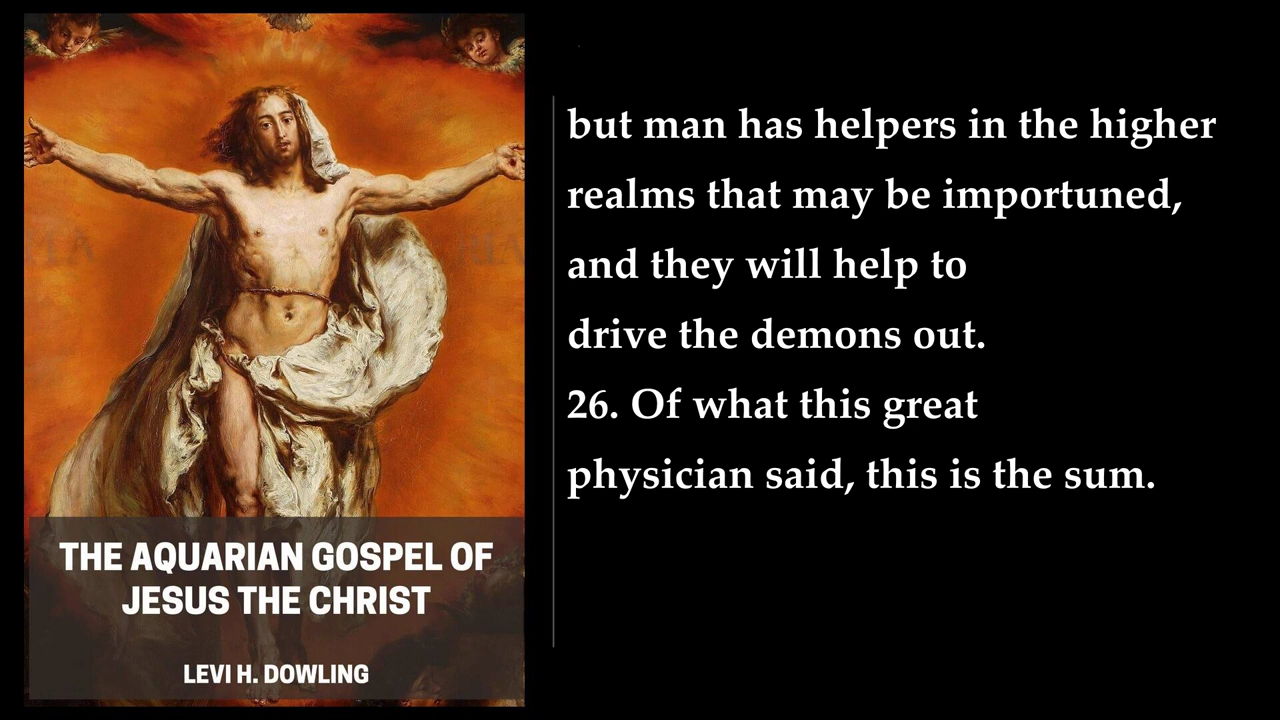 but man has helpers in the higher
realms that may be importuned,
and they will help to
drive the demons out.
26. Of what this great
physician said, this is the sum.
THE AQUARIAN GOSPEL OF
JESUS THE CHRIST
LEVI H. DOWLING